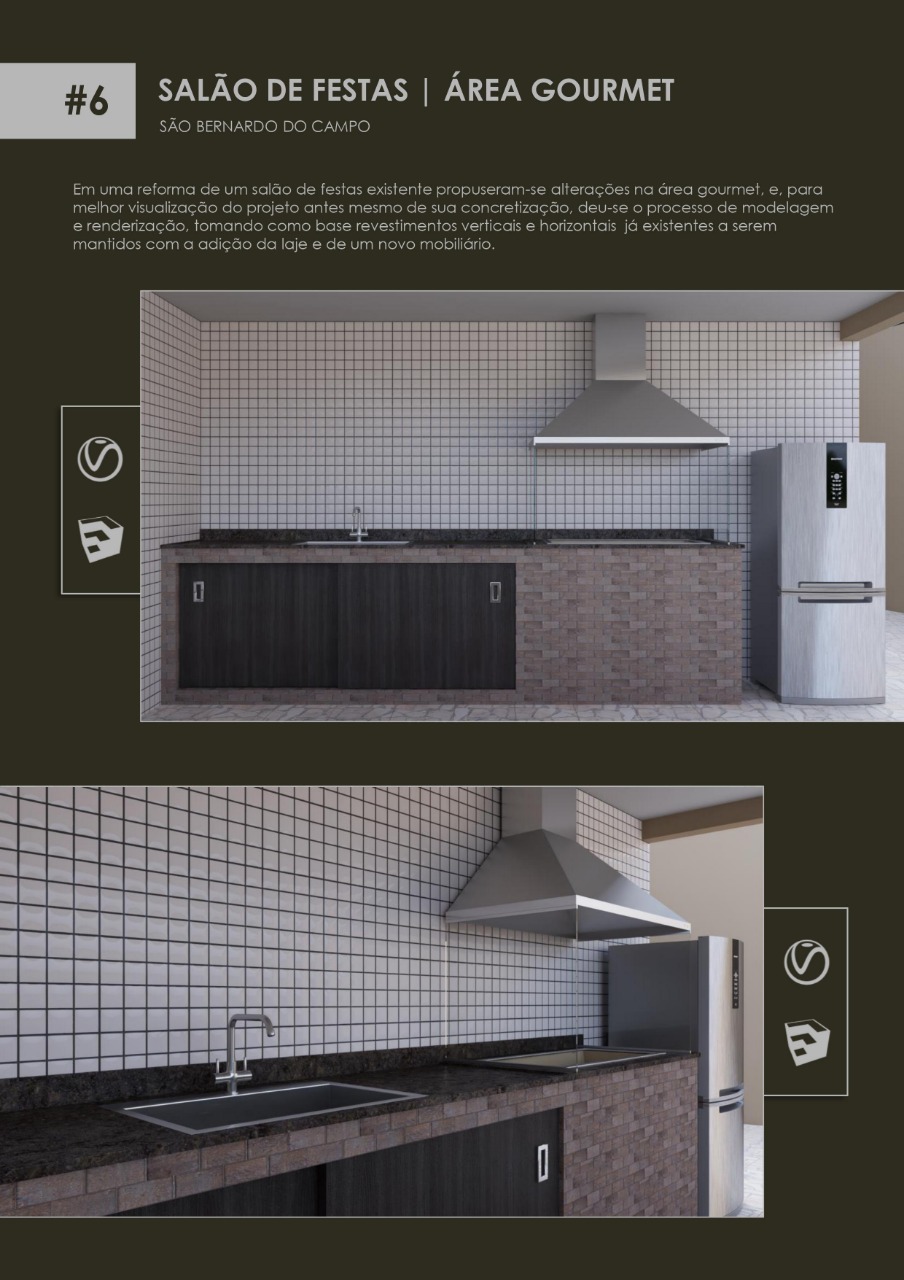 #6
SALÃO DE FESTAS | ÁREA GOURMET
SÃO BERNARDO DO CAMPO
Em uma reforma de um salão de festas existente propuseram-se alterações na área gourmet, e, para
melhor visualização do projeto antes mesmo de sua concretização, deu-se o processo de modelagem
e renderização, tomando como base revestimentos verticais e horizontais  já existentes a serem
mantidos com a adição da laje e de um novo mobiliário.